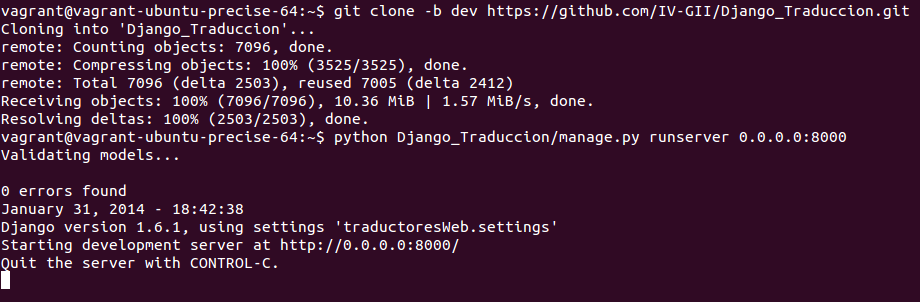 vagrant@vagrant-ubuntu-precise-64:~$ git clone -b dev https://github.com/IV-GII/Django_Traduccion.git
Cloning into 'Django_Traduccion'...
remote: Counting objects: 7096, done.
remote: Compressing objects: 100% (3525/3525), done.
remote: Total 7096 (delta 2503), reused 7005 (delta 2412)
Receiving objects: 100% (7096/7096), 10.36 MiB | 1.57 MiB/s, done.
Resolving deltas: 100% (2503/2503), done.
vagrant@vagrant-ubuntu-precise-64:~$ python Django_Traduccion/manage.py runserver 0.0.0.0:8000
Validating models...

0 errors found
January 31, 2014 - 18:42:38
Django version 1.6.1, using settings 'traductoresWeb.settings'
Starting development server at http://0.0.0.0:8000/
Quit the server with CONTROL-C.